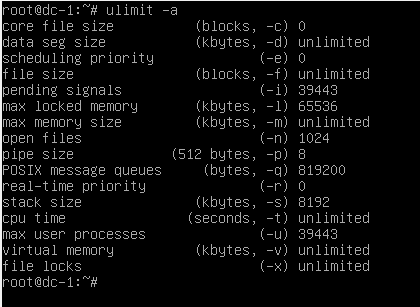 root@dc-1:~# ulimit -a
core file size          (blocks, -c) 0
data seg size           (kbytes, -d) unlimited
scheduling priority             (-e) 0
file size               (blocks, -f) unlimited
pending signals                 (-i) 39443
max locked memory       (kbytes, -l) 65536
max memory size         (kbytes, -m) unlimited
open files                      (-n) 1024
pipe size            (512 bytes, -p) 8
POSIX message queues     (bytes, -q) 819200
real-time priority              (-r) 0
stack size              (kbytes, -s) 8192
cpu time               (seconds, -t) unlimited
max user processes              (-u) 39443
virtual memory          (kbytes, -v) unlimited
file locks                      (-x) unlimited
root@dc-1:~#